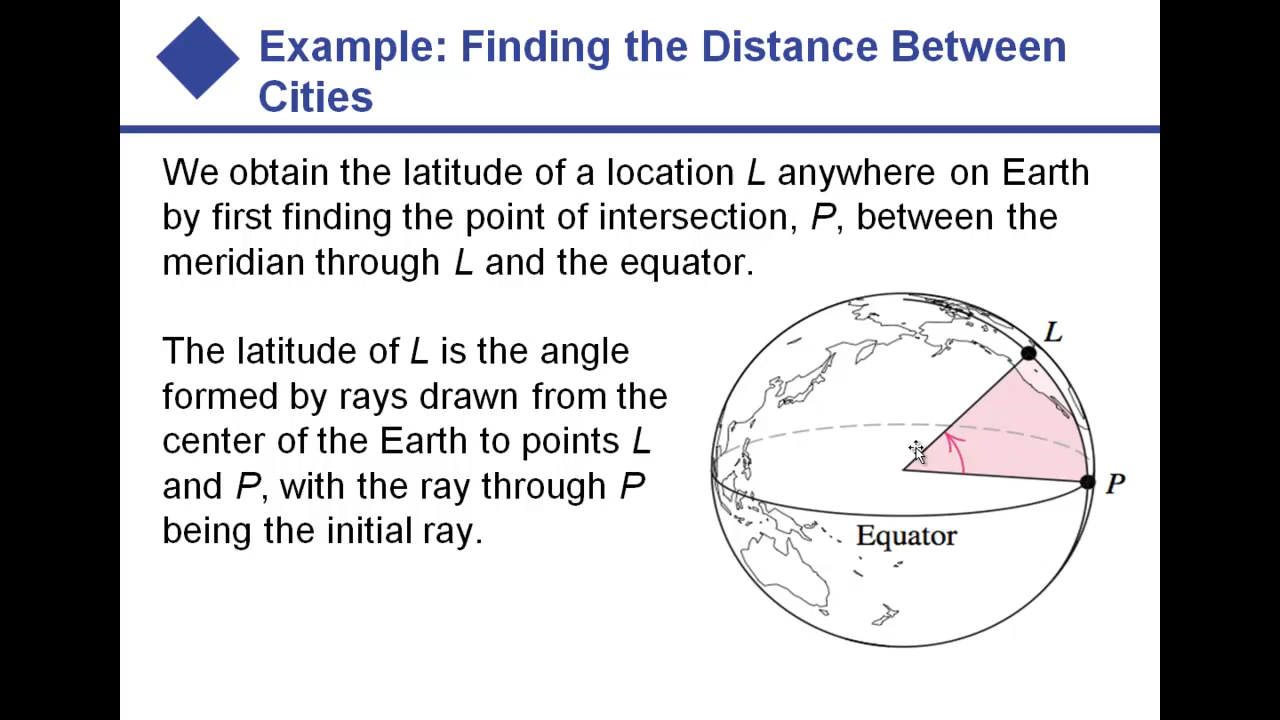 Example: Finding the Distance Between
Cities
We obtain the latitude of a location L anywhere on Earth
by first finding the point of intersection, P, between the
meridian through L and the equator.
The latitude of L is the angle
formed by rays drawn from the
center of the Earth to points L
and P, with the ray through P
being the initial ray.
L
P
Equator